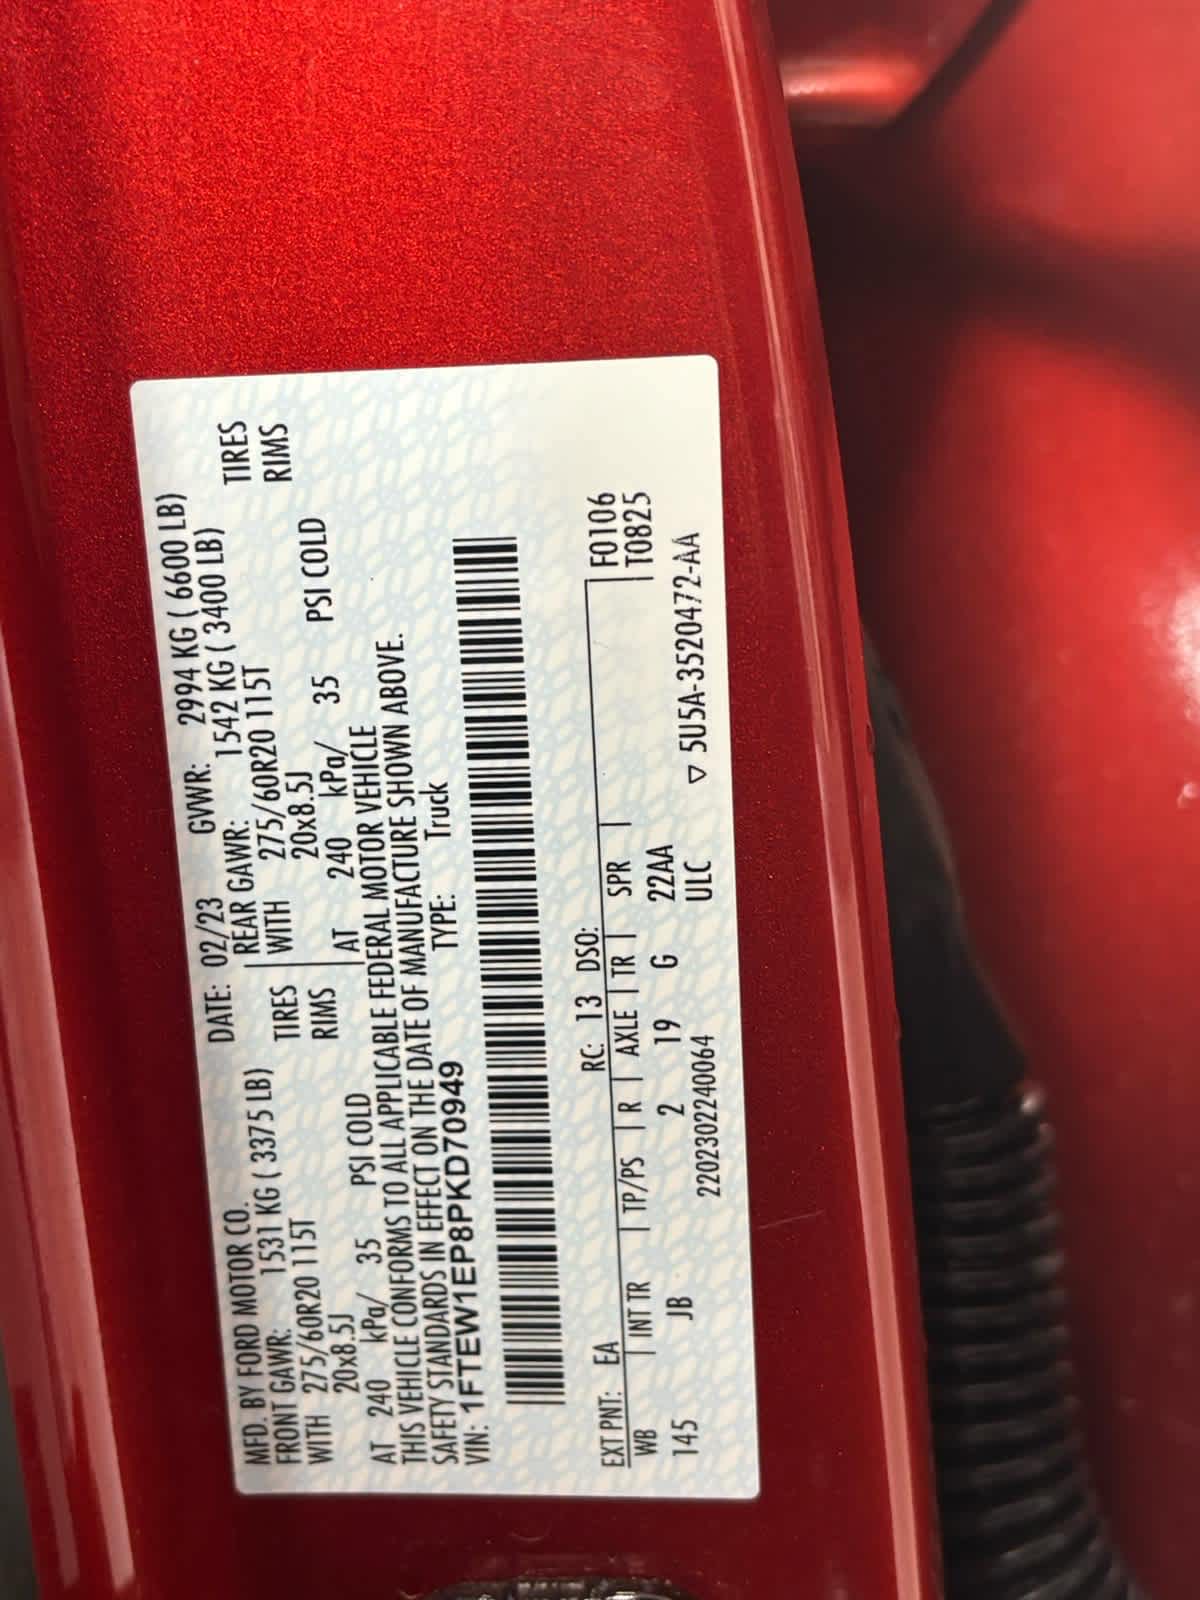 MFD. BY FORD MOTOR CO. DATE: 02/23 GVWR: 2994 KG ( 6600 LB)
FRONT GAWR: 1531 KG ( 3375 LB) REAR GAWR: 1542 KG ( 3400 LB)
WITH 275/60R20 115T TIRES WITH 275/60R20 115T TIRES
20x8.5J RIMS 20x8.5J RIMS
AT 240 kPa/ 35 PSI COLD AT 240 kPa/ 35 PSI COLD
THIS VEHICLE CONFORMS TO ALL APPLICABLE FEDERAL MOTOR VEHICLE
SAFETY STANDARDS IN EFFECT ON THE DATE OF MANUFACTURE SHOWN ABOVE.
VIN: 1FTEW1EP8PKD70949 TYPE: Truck
EXT PNT: EA RC: 13 DSO: F0106
WB INT TR TP/PS R AXLE TR SPR T0825
145 JB 2 19 G 22AA
2202302240064 ULC ▽ 5U5A-3520472-AA